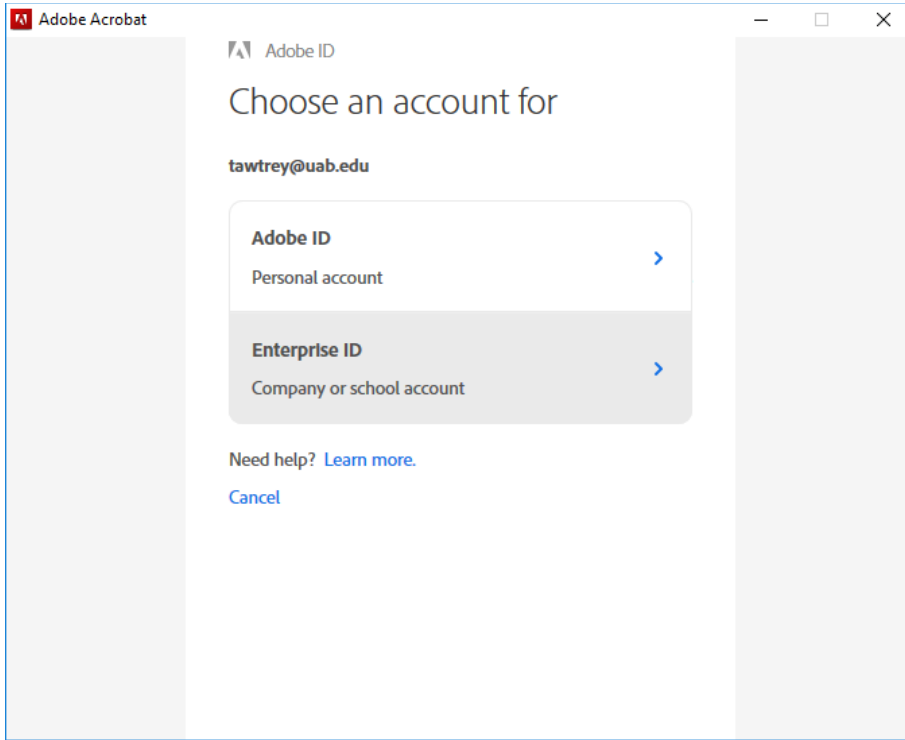 Adobe Acrobat
Adobe ID
Choose an account for
tawtrey@uab.edu
Adobe ID
Personal account
Enterprise ID
Company or school account
Need help? Learn more.
Cancel